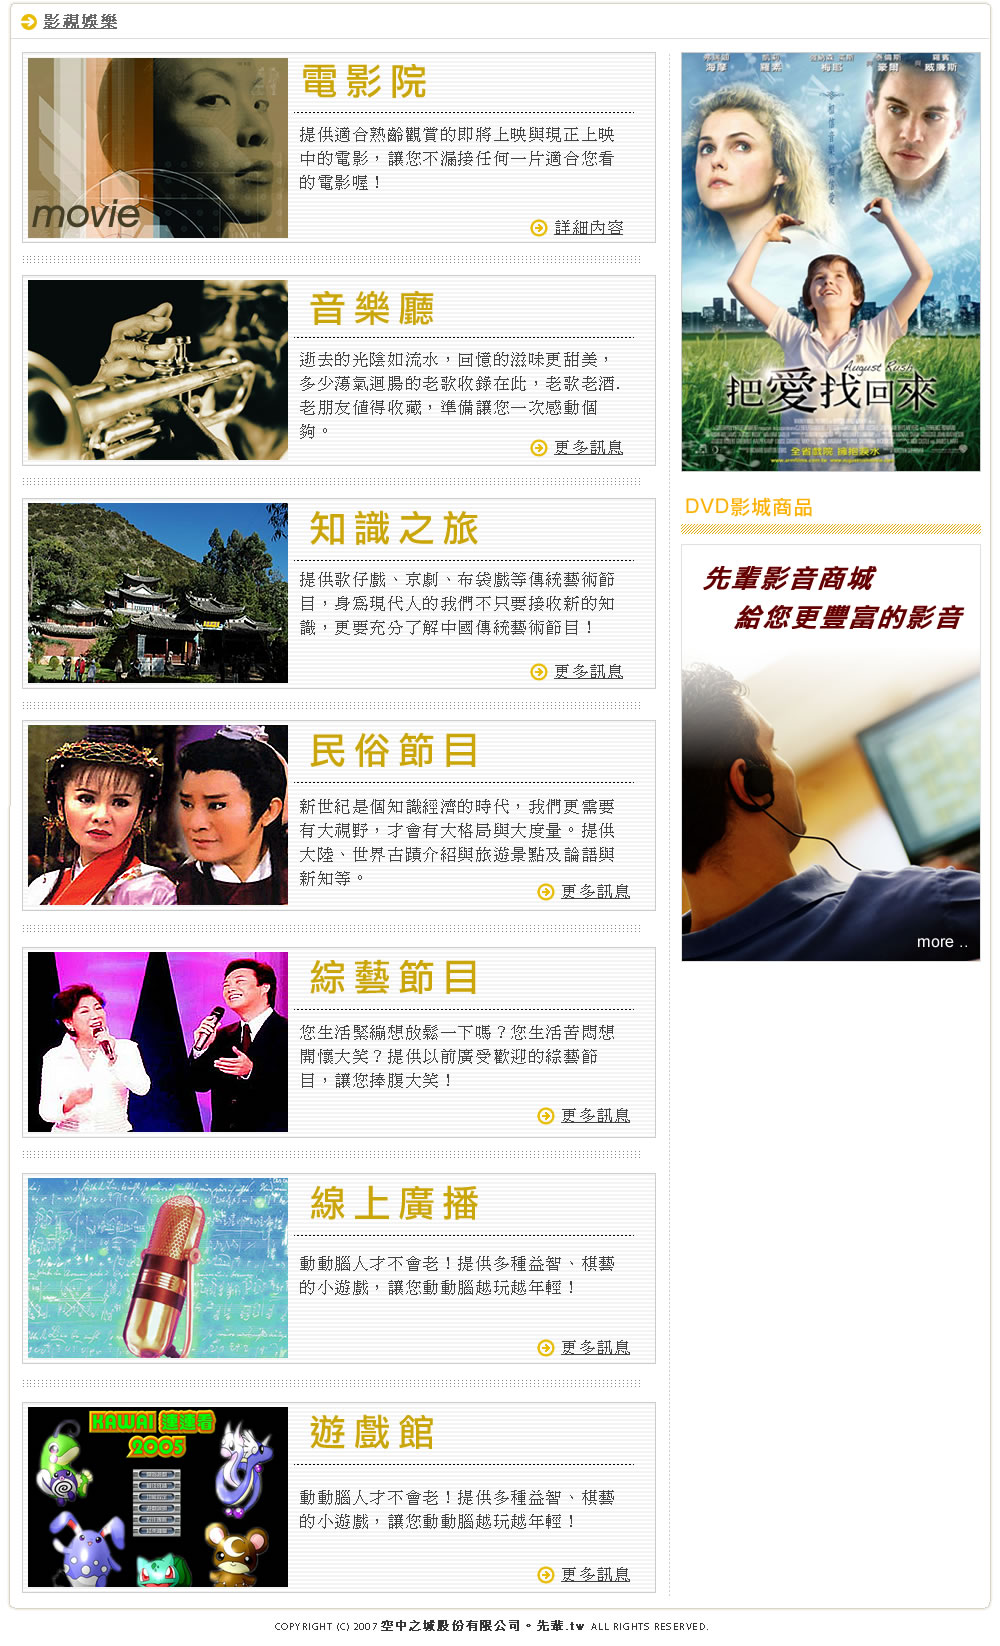 影視娛樂
電影院
提供適合熟齡觀賞的即將上映與現正上映
中的電影，讓您不漏接任何一片適合您看
的電影喔！
movie
詳細內容
音樂廳
逝去的光陰如流水，回憶的滋味更甜美，
多少蕩氣迴腸的老歌收錄在此，老歌老酒.
老朋友值得收藏，準備讓您一次感動個
夠。
更多訊息
知識之旅
提供歌仔戲、京劇、布袋戲等傳統藝術節
目，身為現代人的我們不只要接收新的知
識，更要充分了解中國傳統藝術節目！
更多訊息
民俗節目
新世紀是個知識經濟的時代，我們更需要
有大視野，才會有大格局與大度量。提供
大陸、世界古蹟介紹與旅遊景點及論語與
新知等。
更多訊息
綜藝節目
您生活緊繃想放鬆一下嗎？您生活苦悶想
開懷大笑？提供以前廣受歡迎的綜藝節
目，讓您捧腹大笑！
更多訊息
線上廣播
動動腦人才不會老！提供多種益智、棋藝
的小遊戲，讓您動動腦越玩越年輕！
更多訊息
KAWAI 連連看
2005
遊戲館
動動腦人才不會老！提供多種益智、棋藝
的小遊戲，讓您動動腦越玩越年輕！
更多訊息
August Rush
把愛找回來
全省戲院 擁抱淚水
DVD影城商品
先輩影音商城
給您更豐富的影音
more ..
COPYRIGHT (C) 2007 空中之城股份有限公司。先輩.tw ALL RIGHTS RESERVED.